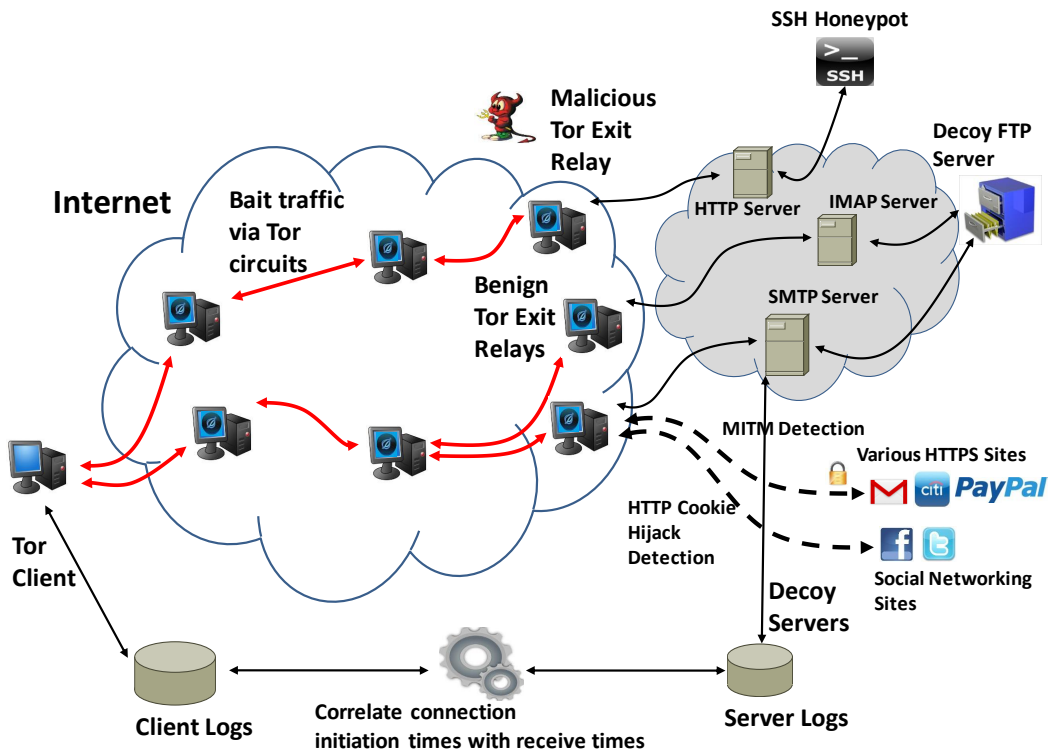 SSH Honeypot
>_
SSH
Malicious
Tor Exit
Relay
Decoy FTP
Server
Internet
Bait traffic
via Tor
circuits
HTTP Server
IMAP Server
Benign
Tor Exit
Relays
SMTP Server
MITM Detection
Various HTTPS Sites
citi
PayPal
HTTP Cookie
Hijack
Detection
f
t
Social Networking
Sites
Tor
Client
Decoy
Servers
Client Logs
Correlate connection
initiation times with receive times
Server Logs